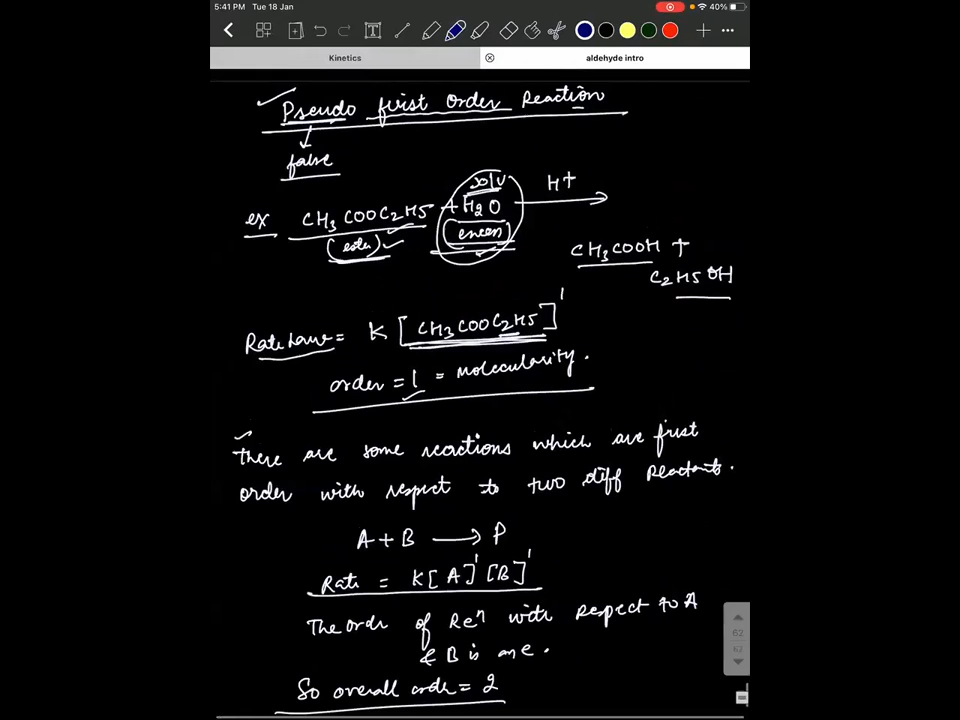 5:41 PM Tue 18 Jan 40%
Kinetics aldehyde intro
Pseudo first Order Reaction
false
ex CH3COOC2H5 + H2O H+
solv
(ester) (excess)
CH3COOH +
C2H5OH
Rate Law = K[CH3COOC2H5]1
order = 1 = molecularity.
There are some reactions which are first
order with respect to two diff Reactants.
A + B → P
Rate = K[A]1[B]1
The order of Ren with respect to A
& B is one.
So overall order = 2
62